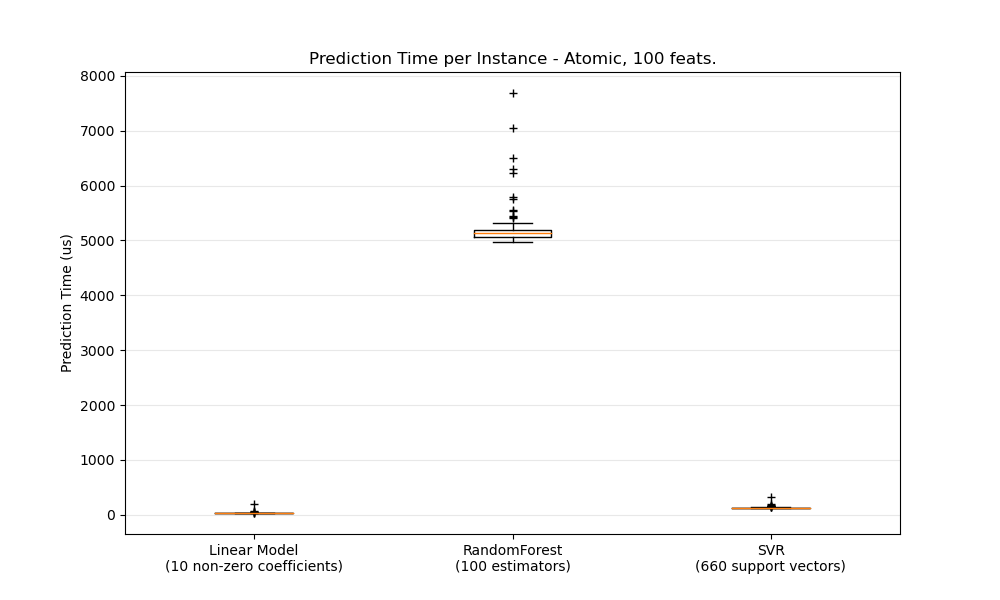 Prediction Time per Instance - Atomic, 100 feats.
8000
7000
6000
5000
4000
3000
2000
1000
0
Prediction Time (us)
Linear Model
(10 non-zero coefficients)
RandomForest
(100 estimators)
SVR
(660 support vectors)